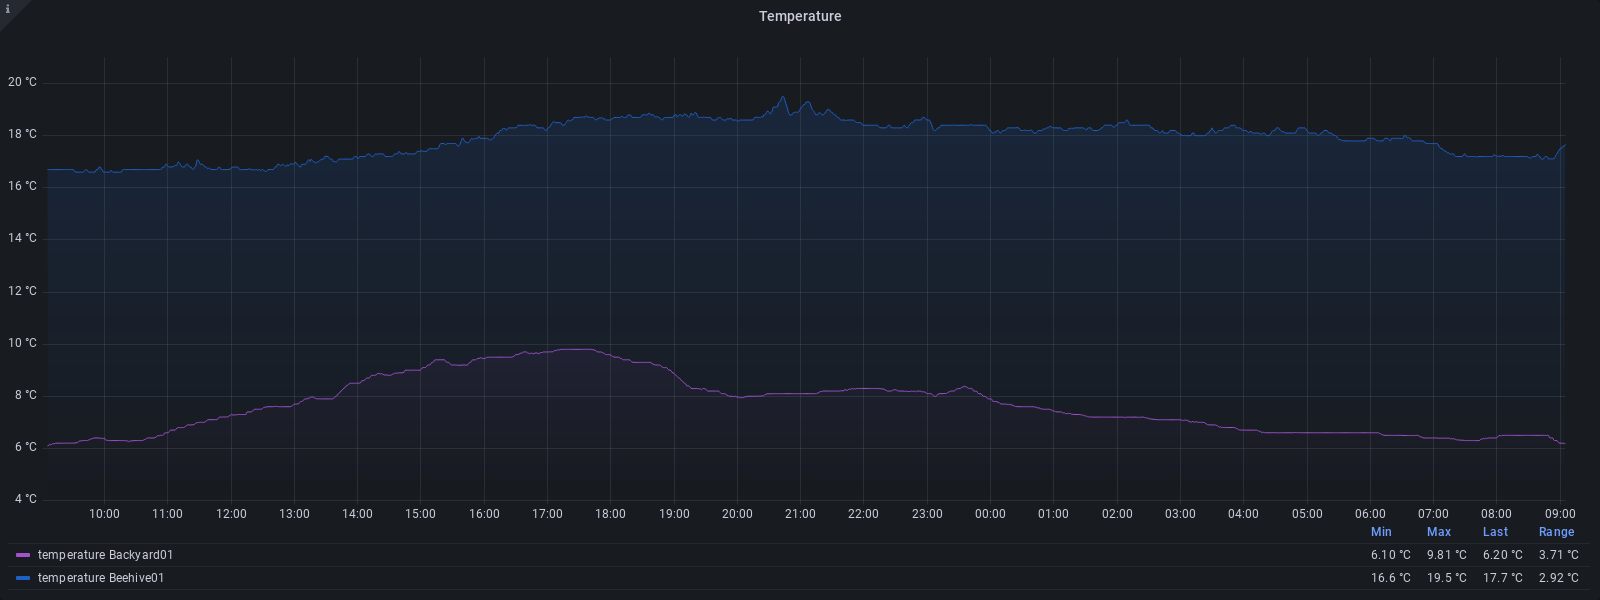 i
Temperature
20 °C
18 °C
16 °C
14 °C
12 °C
10 °C
8 °C
6 °C
4 °C
10:00 11:00 12:00 13:00 14:00 15:00 16:00 17:00 18:00 19:00 20:00 21:00 22:00 23:00 00:00 01:00 02:00 03:00 04:00 05:00 06:00 07:00 08:00 09:00
Min Max Last Range
temperature Backyard01 6.10 °C 9.81 °C 6.20 °C 3.71 °C
temperature Beehive01 16.6 °C 19.5 °C 17.7 °C 2.92 °C